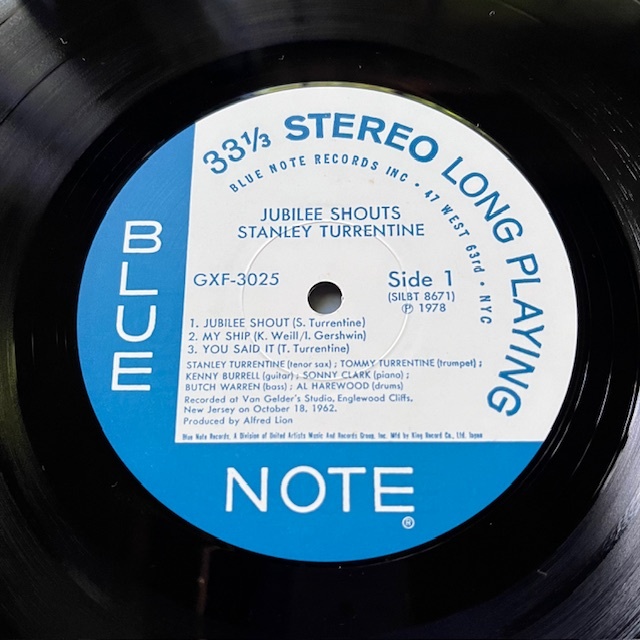 33⅓ STEREO LONG PLAYING
BLUE NOTE RECORDS INC • 47 WEST 63rd • NYC
JUBILEE SHOUTS
STANLEY TURRENTINE
GXF-3025
Side 1
(SILBT 8671)
Ⓟ 1978
1. JUBILEE SHOUT (S. Turrentine)
2. MY SHIP (K. Weill/I. Gershwin)
3. YOU SAID IT (T. Turrentine)
STANLEY TURRENTINE (tenor sax) ; TOMMY TURRENTINE (trumpet) ;
KENNY BURRELL (guitar) ; SONNY CLARK (piano) ;
BUTCH WARREN (bass) ; AL HAREWOOD (drums)
Recorded at Van Gelder's Studio, Englewood Cliffs,
New Jersey on October 18, 1962.
Produced by Alfred Lion
Blue Note Records, A Division of United Artists Music And Records Group, Inc. Mfd by King Record Co., Ltd. Japan
BLUE
NOTE
®